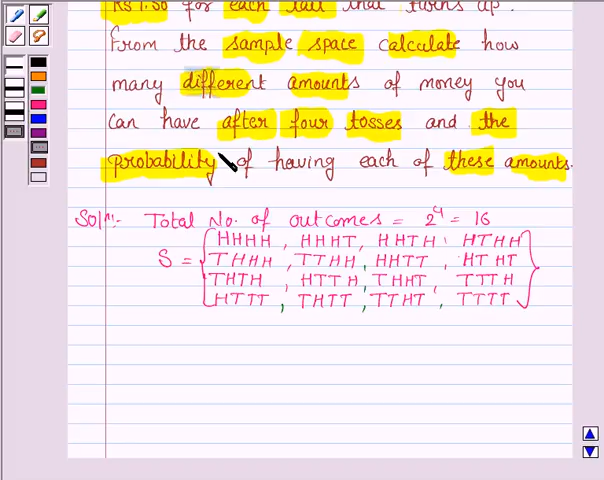 Rs 1.50 for each tail that turns up.
From the sample space calculate how
many different amounts of money you
can have after four tosses and the
probability of having each of these amounts.
Soln:- Total No. of outcomes = 2⁴ = 16
S = { HHHH , HHHT , HHTH , HTHH
THHH , TTHH , HHTT , HTHT
THTH , HTTH , THHT , TTTH
HTTT , THTT , TTHT , TTTT }